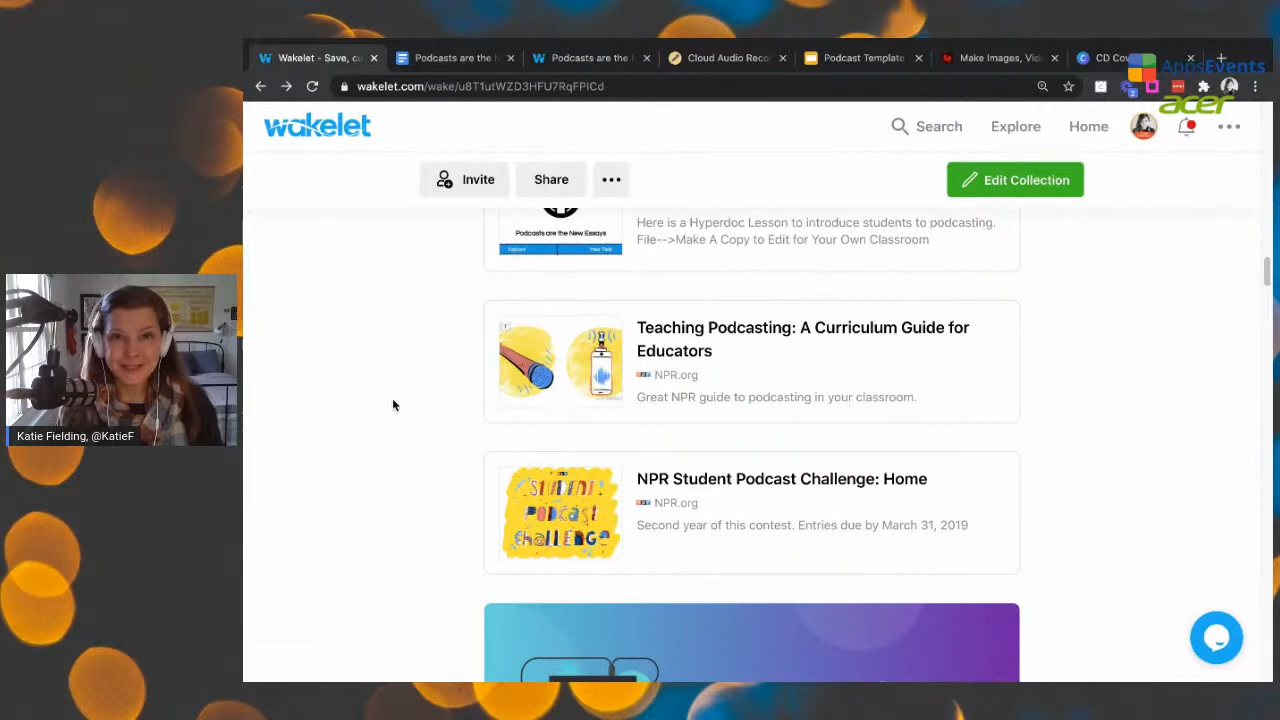 Wakelet - Save, cu
Podcasts are the h
Podcasts are the
Cloud Audio Reco
Podcast Template
Make Images, Vid
CD Cov
AppsEvents
acer
wakelet.com/wake/u8T1utWZD3HFU7RqFPICd
wakelet
Search
Explore
Home
Invite
Share
Edit Collection
Podcasts are the New Essays
Explore
Your Task
Here is a Hyperdoc Lesson to introduce students to podcasting.
File-->Make A Copy to Edit for Your Own Classroom
Teaching Podcasting: A Curriculum Guide for
Educators
NPR.org
Great NPR guide to podcasting in your classroom.
STUDENT
PODCAST
CHALLENGE
NPR Student Podcast Challenge: Home
NPR.org
Second year of this contest. Entries due by March 31, 2019
Katie Fielding, @KatieF